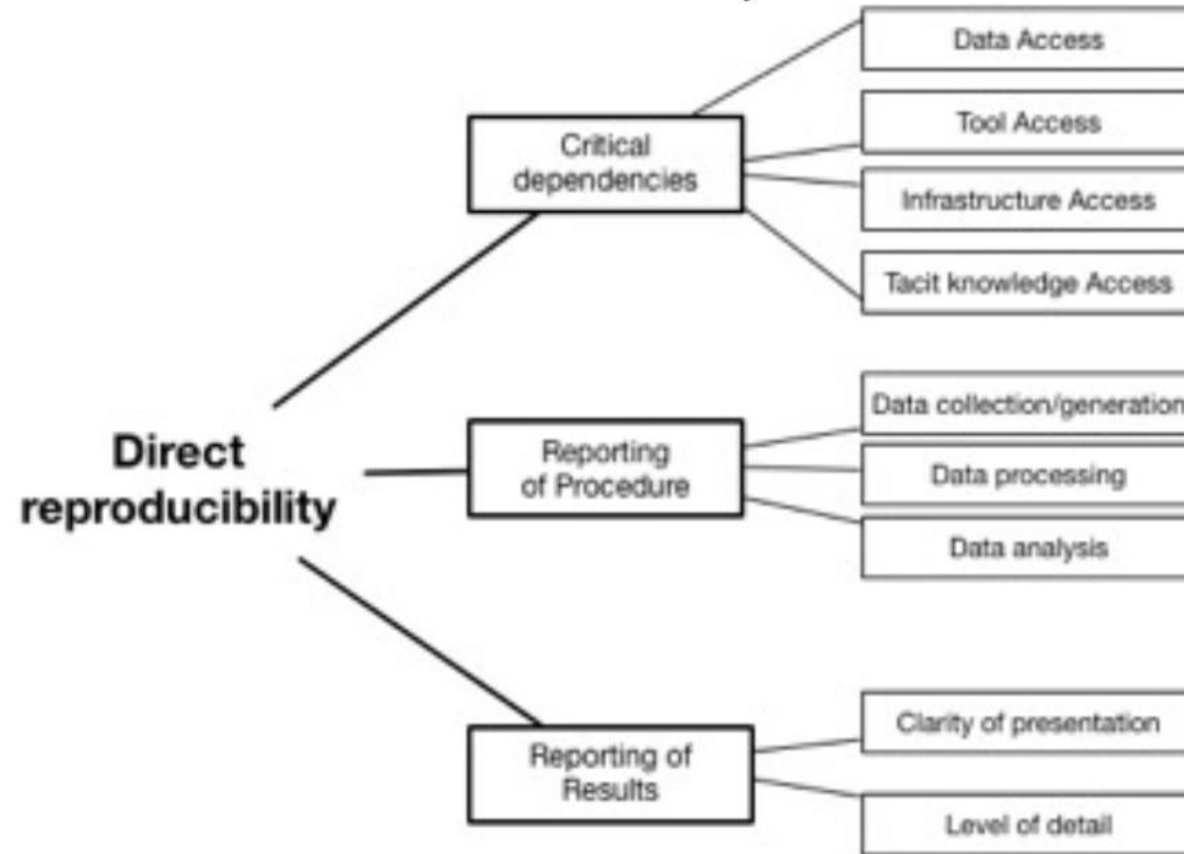 Data Access
Critical
dependencies
Tool Access
Infrastructure Access
Tacit knowledge Access
Direct
reproducibility
Reporting
of Procedure
Data collection/generation
Data processing
Data analysis
Reporting of
Results
Clarity of presentation
Level of detail